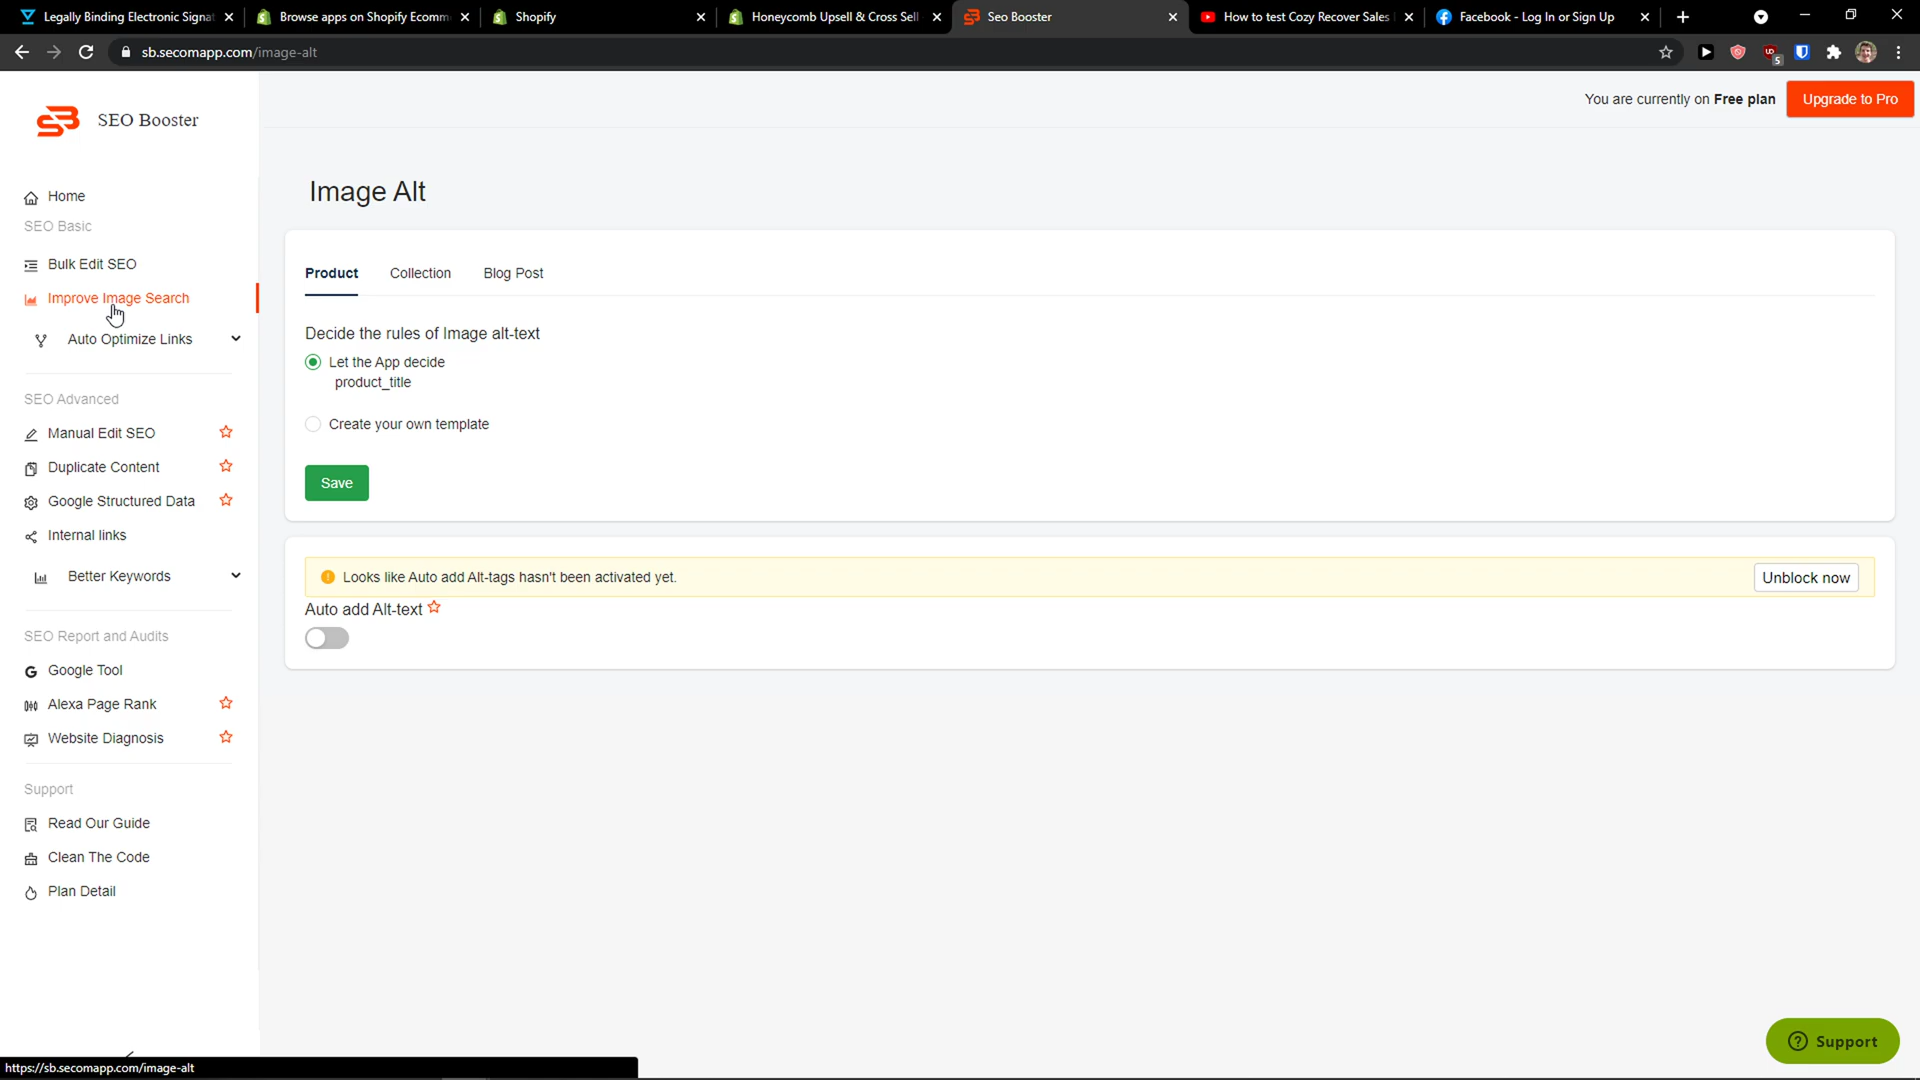 Legally Binding Electronic Signat
Browse apps on Shopify Ecomm
Shopify
Honeycomb Upsell & Cross Sell
Seo Booster
How to test Cozy Recover Sales
Facebook - Log In or Sign Up
sb.secomapp.com/image-alt
5
SEO Booster
You are currently on Free plan
Upgrade to Pro
Home
SEO Basic
Bulk Edit SEO
Improve Image Search
Auto Optimize Links
SEO Advanced
Manual Edit SEO
Duplicate Content
Google Structured Data
Internal links
Better Keywords
SEO Report and Audits
Google Tool
Alexa Page Rank
Website Diagnosis
Support
Read Our Guide
Clean The Code
Plan Detail
Image Alt
Product
Collection
Blog Post
Decide the rules of Image alt-text
Let the App decide
product_title
Create your own template
Save
Looks like Auto add Alt-tags hasn't been activated yet.
Unblock now
Auto add Alt-text
Support
https://sb.secomapp.com/image-alt